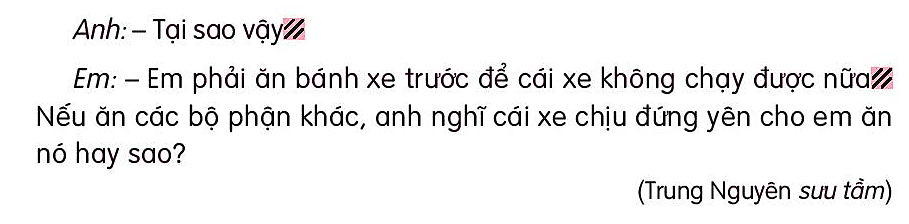 Anh: – Tại sao vậy
Em: – Em phải ăn bánh xe trước để cái xe không chạy được nữa
Nếu ăn các bộ phận khác, anh nghĩ cái xe chịu đứng yên cho em ăn
nó hay sao?
(Trung Nguyên sưu tầm)